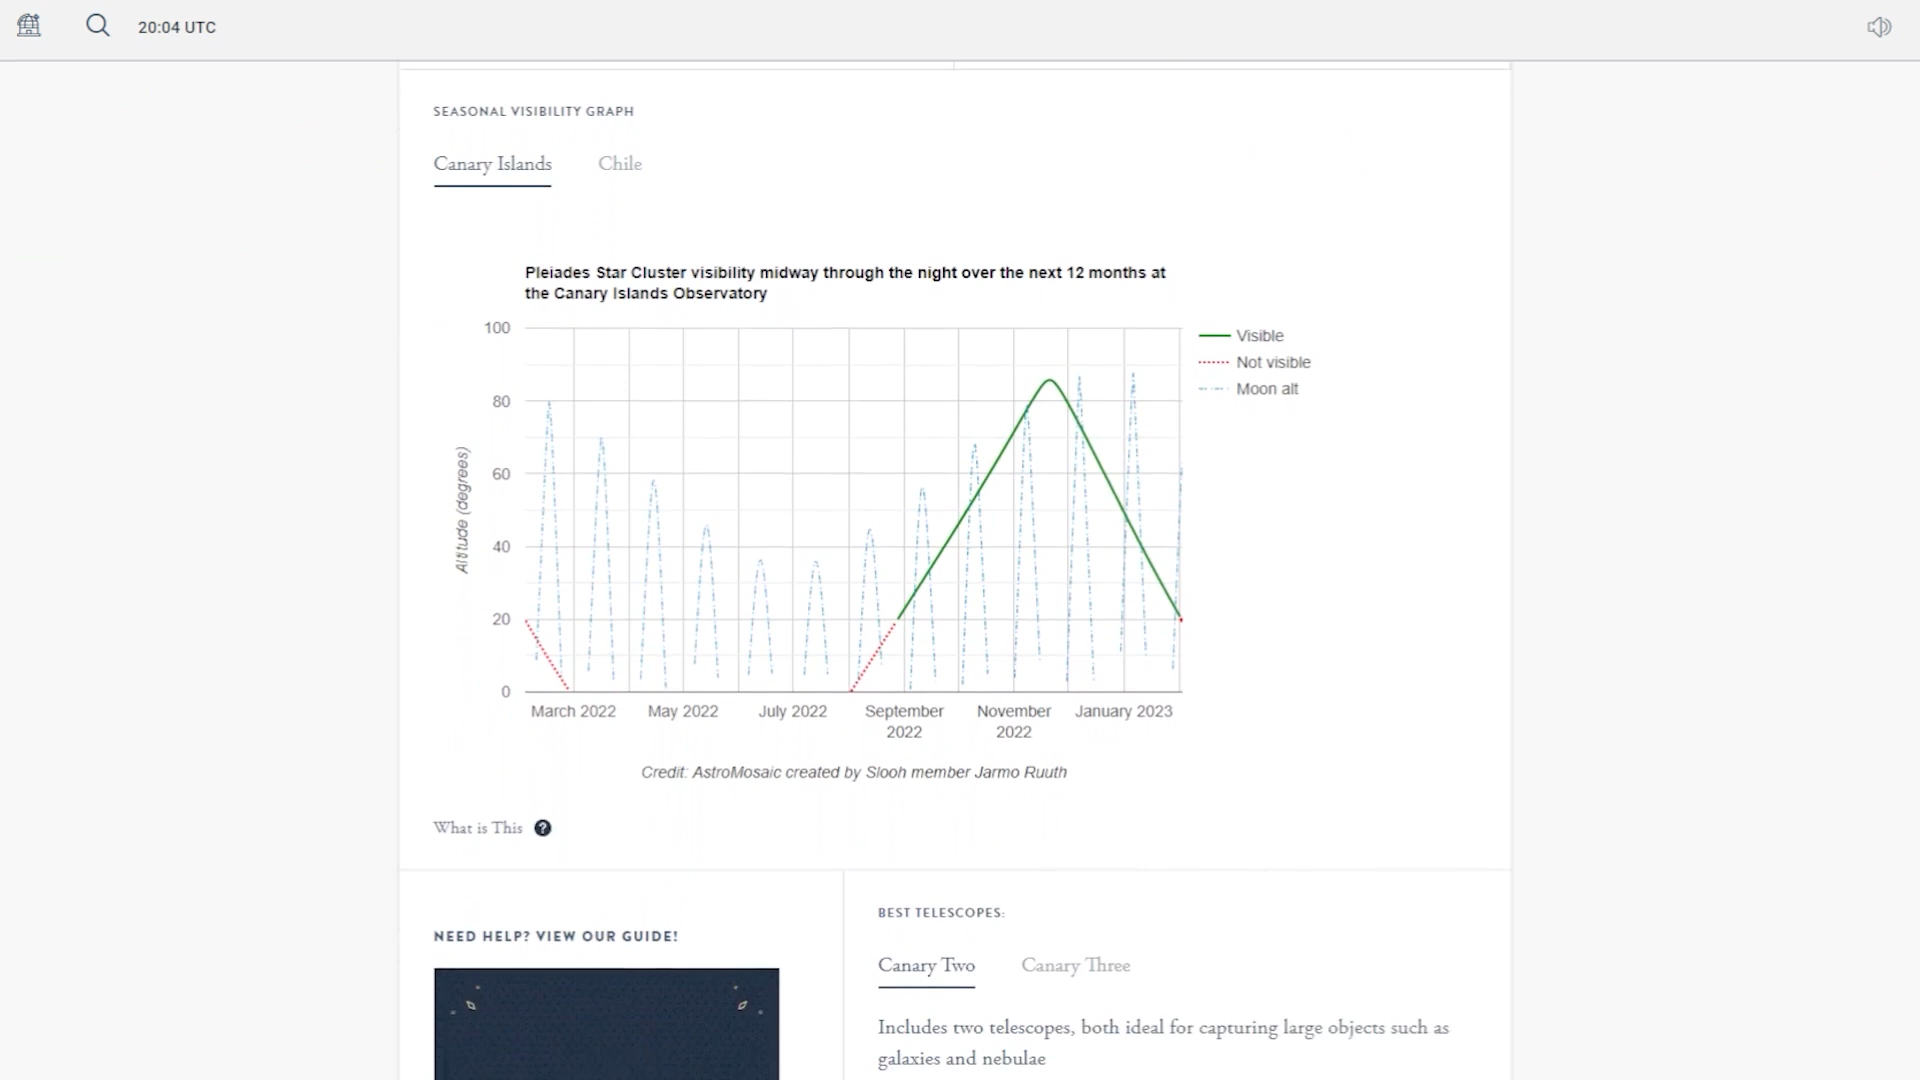 20:04 UTC
SEASONAL VISIBILITY GRAPH
Canary Islands Chile
Pleiades Star Cluster visibility midway through the night over the next 12 months at
the Canary Islands Observatory
Altitude (degrees)
100
80
60
40
20
0
Visible
Not visible
Moon alt
March 2022 May 2022 July 2022 September 2022 November 2022 January 2023
Credit: AstroMosaic created by Slooh member Jarmo Ruuth
What is This ?
NEED HELP? VIEW OUR GUIDE!
BEST TELESCOPES:
Canary Two Canary Three
Includes two telescopes, both ideal for capturing large objects such as
galaxies and nebulae